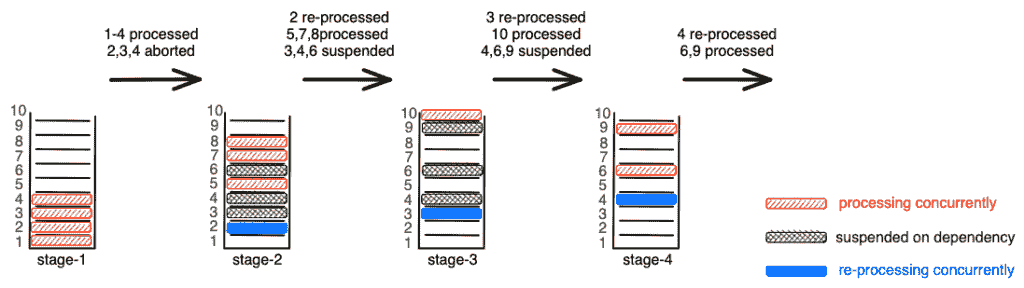 1-4 processed
2,3,4 aborted
2 re-processed
5,7,8processed
3,4,6 suspended
3 re-processed
10 processed
4,6,9 suspended
4 re-processed
6,9 processed
10
9
8
7
6
5
4
3
2
1
stage-1
10
9
8
7
6
5
4
3
2
1
stage-2
10
9
8
7
6
5
4
3
2
1
stage-3
10
9
8
7
6
5
4
3
2
1
stage-4
processing concurrently
suspended on dependency
re-processing concurrently